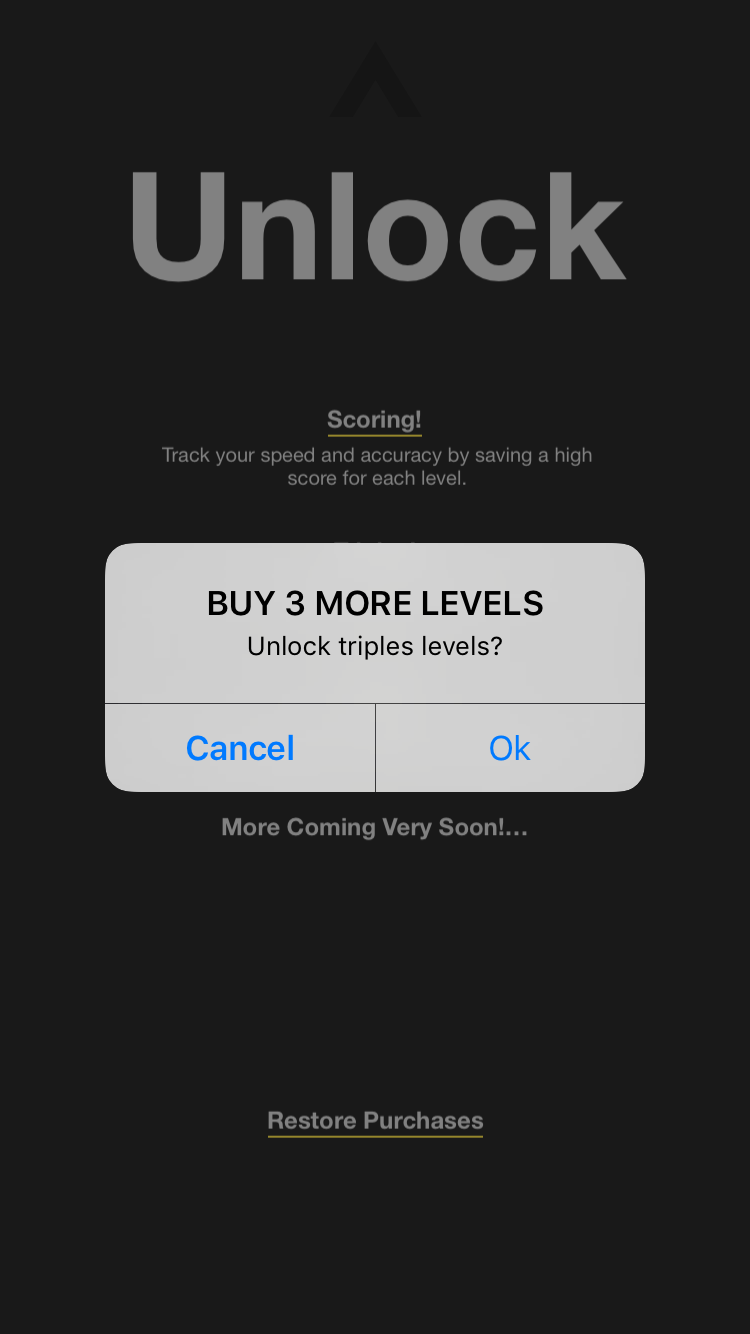 Unlock
Scoring!
Track your speed and accuracy by saving a high
score for each level.
BUY 3 MORE LEVELS
Unlock triples levels?
Cancel
Ok
More Coming Very Soon!...
Restore Purchases